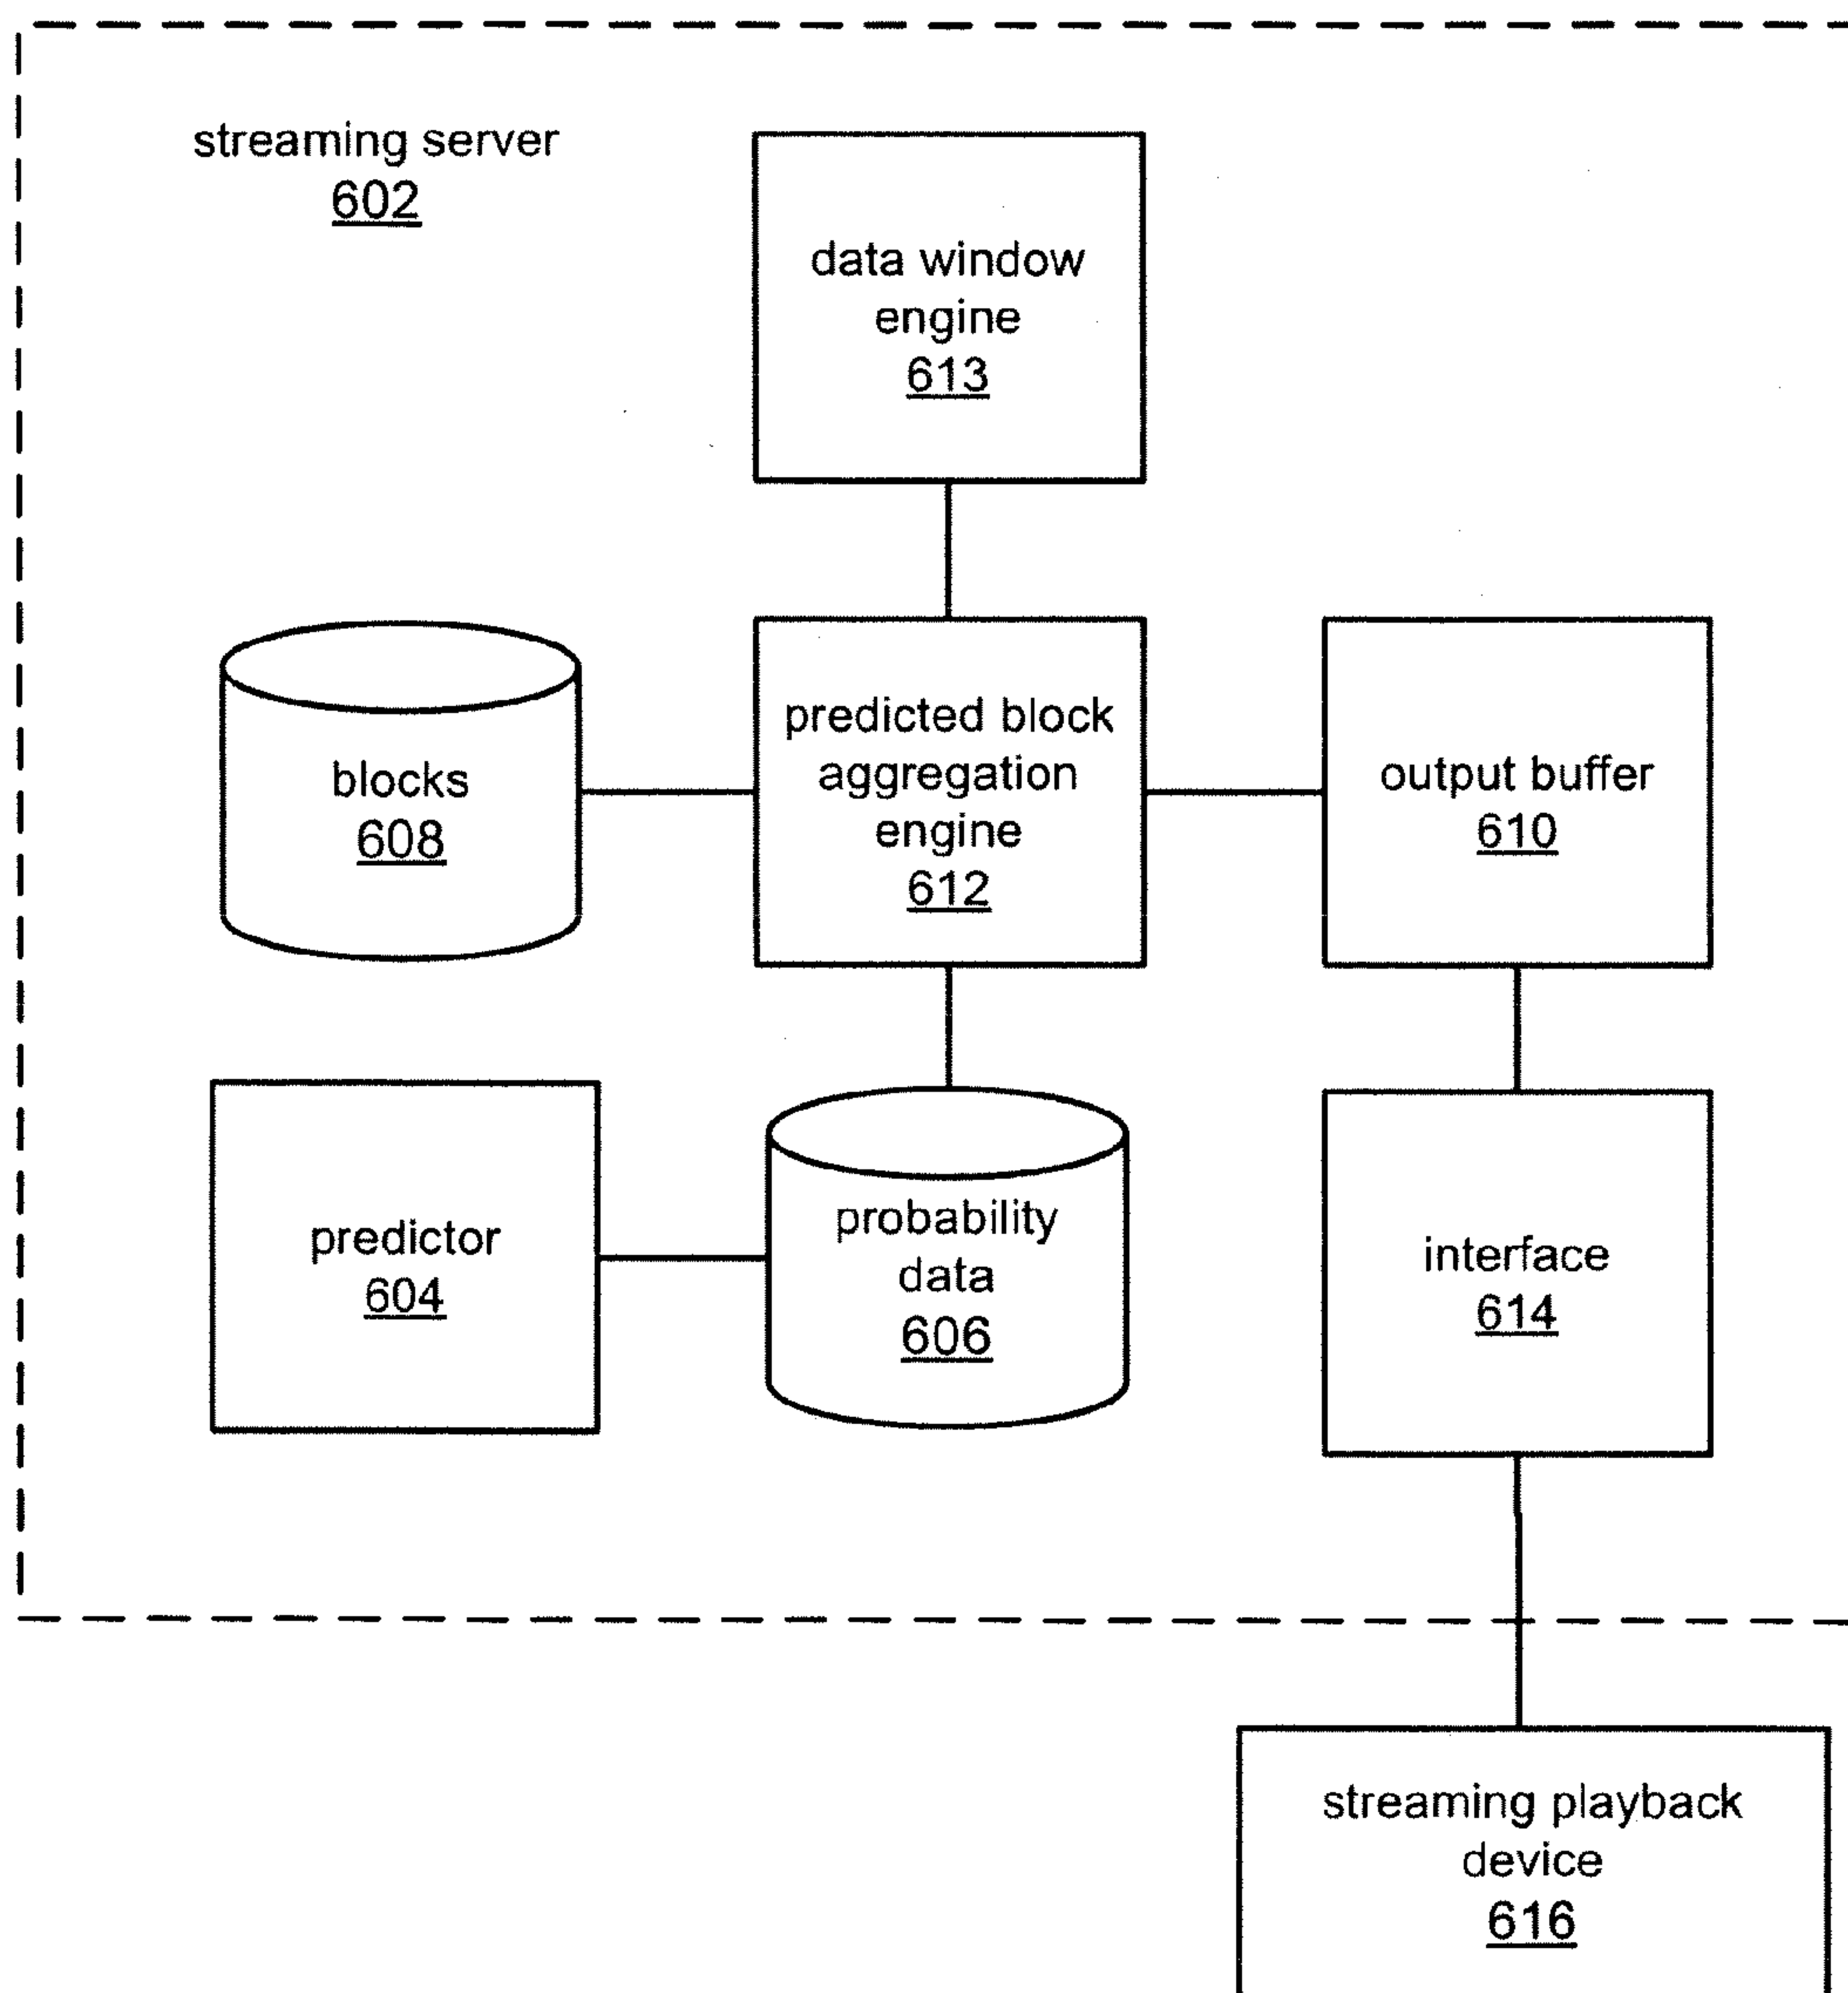 streaming server
602
data window
engine
613
blocks
608
predicted block
aggregation
engine
612
output buffer
610
predictor
604
probability
data
606
interface
614
streaming playback
device
616